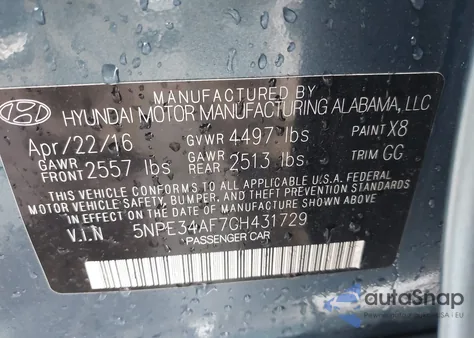 MANUFACTURED BY
HYUNDAI MOTOR MANUFACTURING ALABAMA, LLC
Apr/22/16 GVWR 4497 lbs PAINT X8
GAWR FRONT 2557 lbs GAWR REAR 2513 lbs TRIM GG
THIS VEHICLE CONFORMS TO ALL APPLICABLE U.S.A. FEDERAL
MOTOR VEHICLE SAFETY, BUMPER, AND THEFT PREVENTION STANDARDS
IN EFFECT ON THE DATE OF MANUFACTURE SHOWN ABOVE.
V.I.N 5NPE34AF7GH431729
PASSENGER CAR
autoSnap